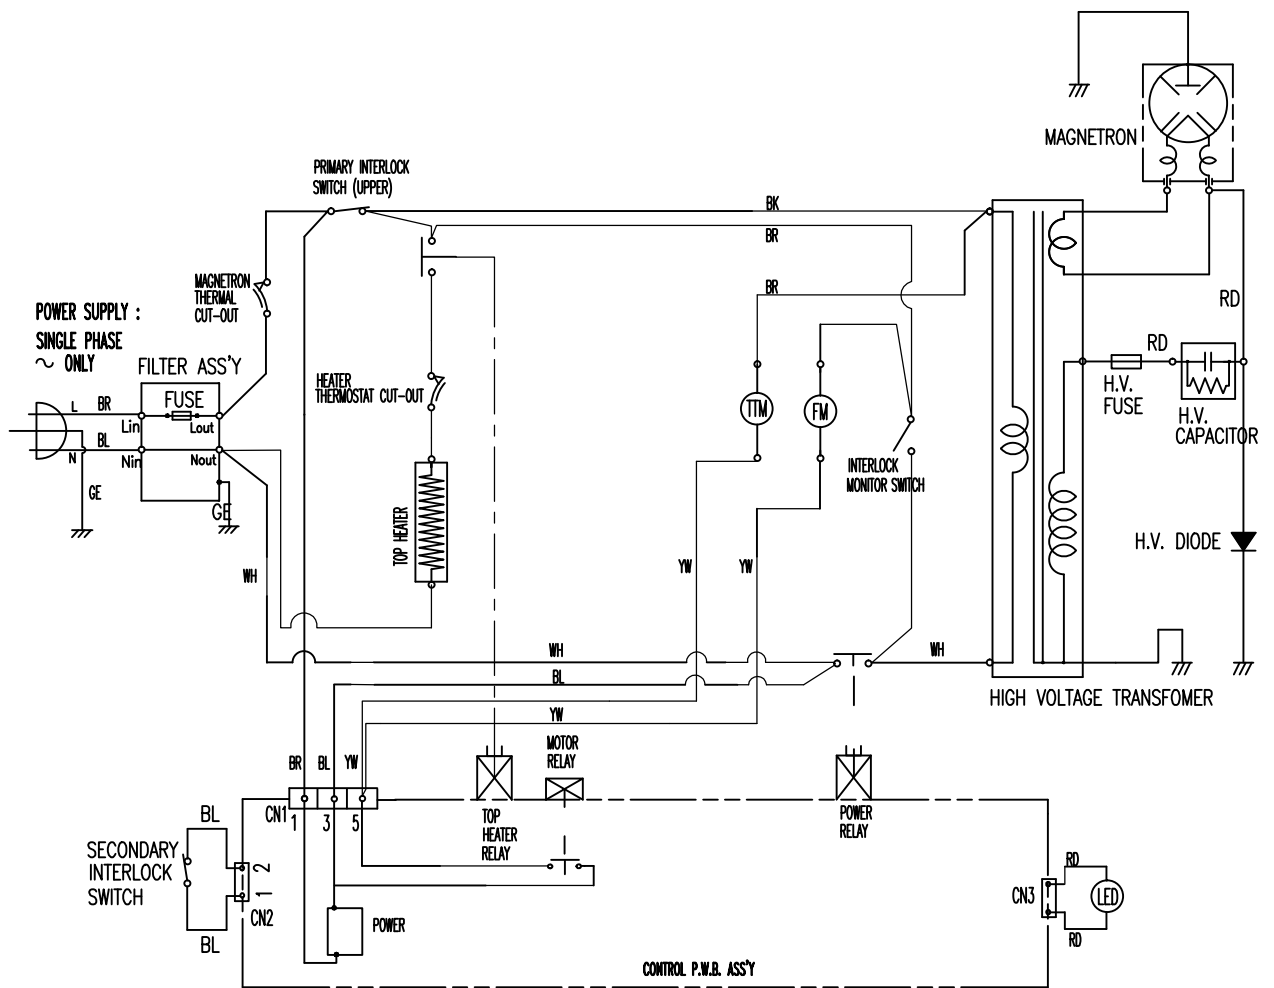 MAGNETRON
PRIMARY INTERLOCK
SWITCH (UPPER)
BK
BR
BR
MAGNETRON
THERMAL
CUT-OUT
POWER SUPPLY :
SINGLE PHASE
~ ONLY
RD
RD
FILTER ASS'Y
FUSE
HEATER
THERMOSTAT CUT-OUT
H.V.
FUSE
H.V.
CAPACITOR
L
BR
Lin
Lout
TTM
FM
N
BL
Nin
Nout
INTERLOCK
MONITOR SWITCH
GE
GE
TOP HEATER
H.V. DIODE
WH
YW
YW
WH
WH
BL
HIGH VOLTAGE TRANSFOMER
YW
BR
BL
YW
MOTOR
RELAY
CN1
1
3
5
TOP
HEATER
RELAY
POWER
RELAY
BL
SECONDARY
INTERLOCK
SWITCH
2
1
CN2
BL
POWER
RD
CN3
LED
RD
CONTROL P.W.B. ASS'Y